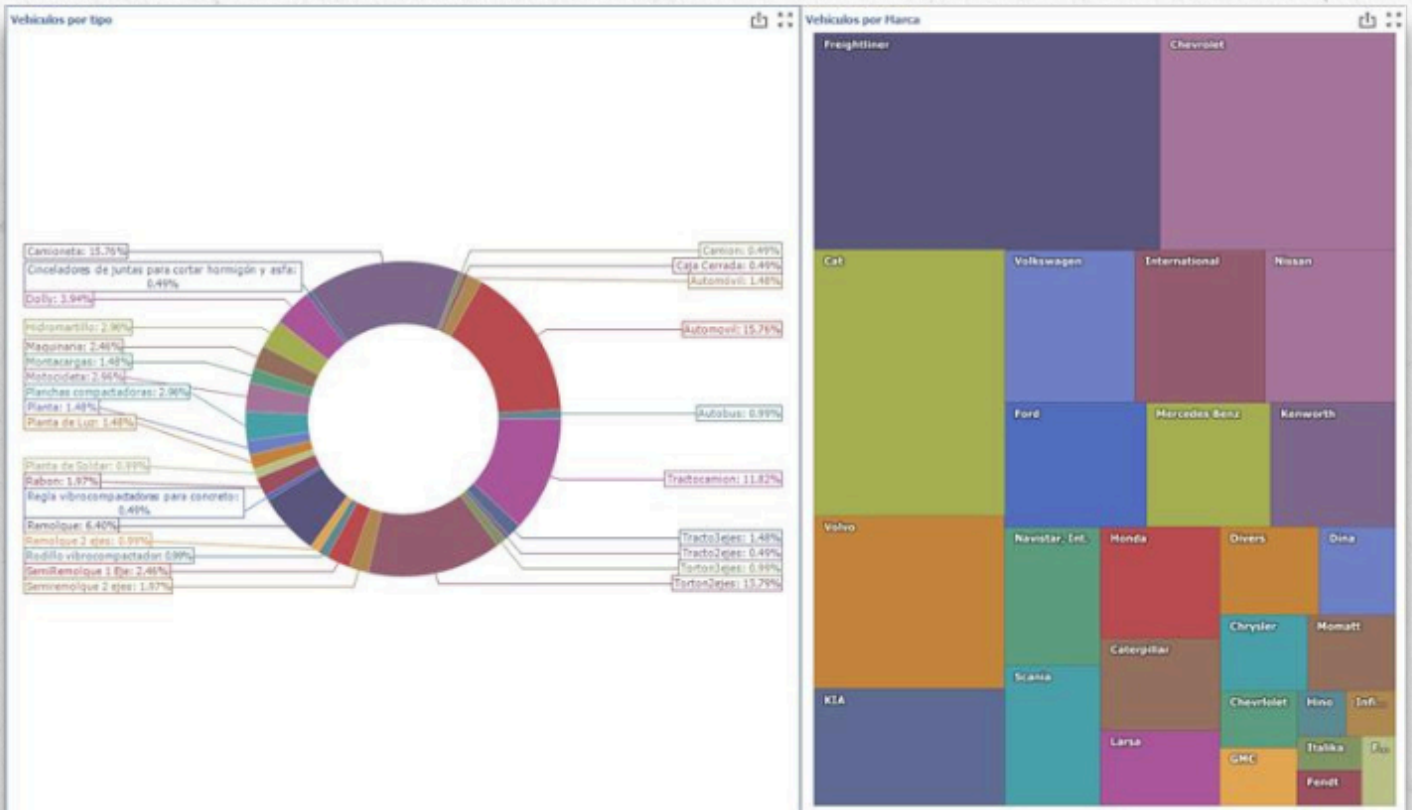 Vehiculos por tipo
Camioneta: 15.76%
Cinceladores de juntas para cortar hormigón y asfa:
0.49%
Dolly: 3.94%
Hidromartillo: 2.96%
Maquinaria: 2.46%
Montacargas: 1.48%
Motocicleta: 2.96%
Planchas compactadoras: 2.96%
Planta: 1.48%
Planta de Luz: 1.48%
Planta de Soldar: 0.99%
Rabon: 1.97%
Regla vibrocompactadoras para concreto:
0.49%
Remolque: 6.40%
Remolque 2 ejes: 0.99%
Rodillo vibrocompactador: 0.99%
SemiRemolque 1 Eje: 2.46%
Semiremolque 2 ejes: 1.97%
Camion: 0.49%
Caja Cerrada: 0.49%
Automóvil: 1.48%
Automovil: 15.76%
Autobus: 0.99%
Tractocamion: 11.82%
Tracto3ejes: 1.48%
Tracto2ejes: 0.49%
Torton3ejes: 0.99%
Torton2ejes: 13.79%
Vehiculos por Marca
Freightliner
Chevrolet
Cat
Volkswagen
International
Nissan
Ford
Mercedes Benz
Kenworth
Volvo
Navistar, Int.
Honda
Divers
Dina
Chrysler
Momatt
Caterpillar
Scania
KIA
Chevrlolet
Hino
Infi...
Larsa
Italika
F...
GMC
Fendt